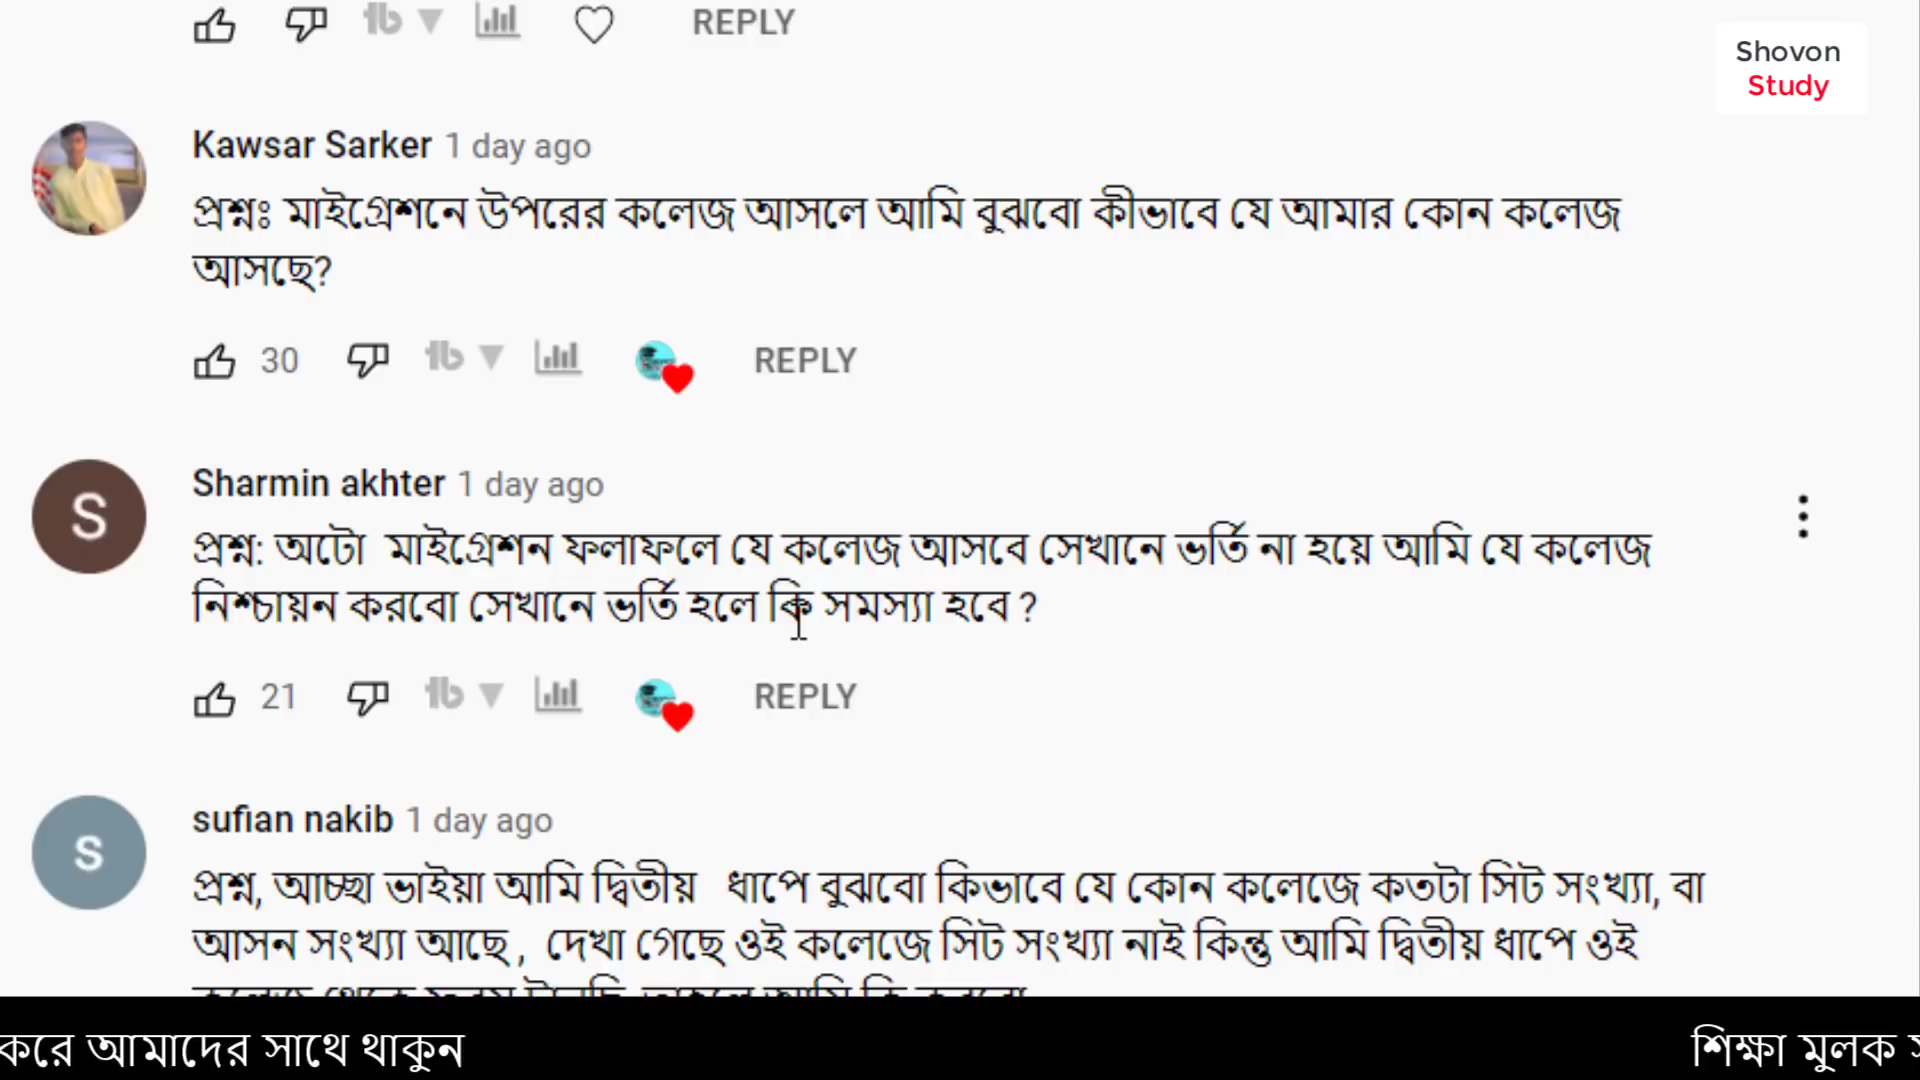 REPLY
Shovon
Study
Kawsar Sarker 1 day ago
প্রশ্নঃ মাইগ্রেশনে উপরের কলেজ আসলে আমি বুঝবো কীভাবে যে আমার কোন কলেজ
আসছে?
30 REPLY
S
Sharmin akhter 1 day ago
প্রশ্ন: অটো মাইগ্রেশন ফলাফলে যে কলেজ আসবে সেখানে ভর্তি না হয়ে আমি যে কলেজ
নিশ্চায়ন করবো সেখানে ভর্তি হলে কি সমস্যা হবে ?
21 REPLY
s
sufian nakib 1 day ago
প্রশ্ন, আচ্ছা ভাইয়া আমি দ্বিতীয় ধাপে বুঝবো কিভাবে যে কোন কলেজে কতটা সিট সংখ্যা, বা
আসন সংখ্যা আছে , দেখা গেছে ওই কলেজে সিট সংখ্যা নাই কিন্তু আমি দ্বিতীয় ধাপে ওই
করে আমাদের সাথে থাকুন
শিক্ষা মুলক